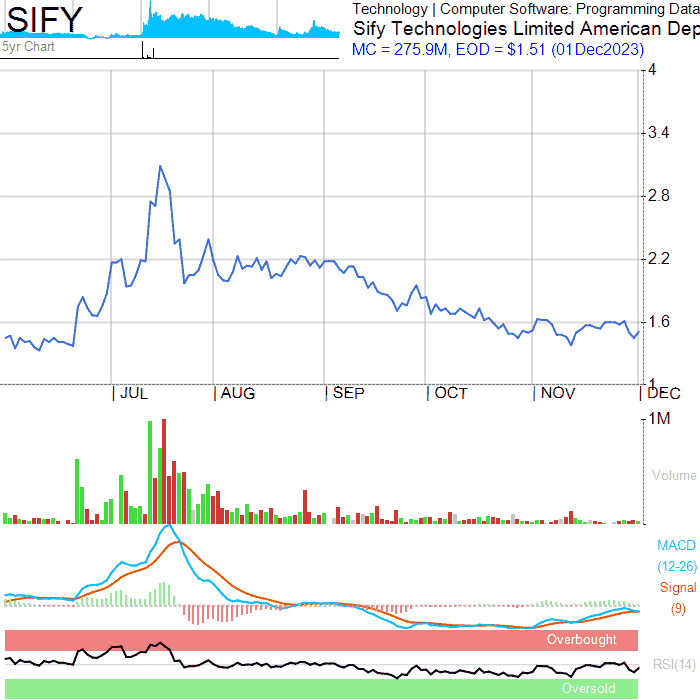 SIFY
Technology | Computer Software: Programming Data
Sify Technologies Limited American Dep
5yr Chart
MC = 275.9M, EOD = $1.51 (01Dec2023)
4
3.4
2.8
2.2
1.6
1
JUL AUG SEP OCT NOV DEC
1M
Volume
MACD
(12-26)
Signal
(9)
Overbought
RSI(14)
Oversold